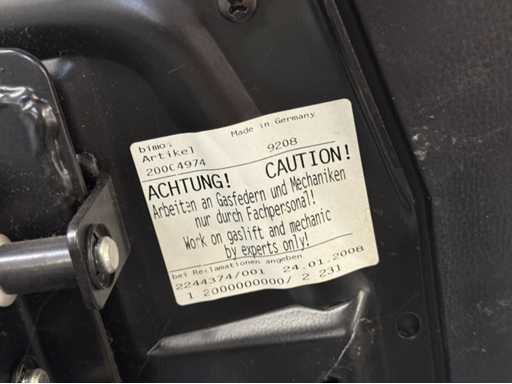 bimos Made in Germany
Artikel 9208
20004974
ACHTUNG! CAUTION!
Arbeiten an Gasfedern und Mechaniken
nur durch Fachpersonal!
Work on gaslift and mechanic
by experts only!
bei Reklamationen angeben
2244374/001 24.01.2008
1 2000000000/ 2 231